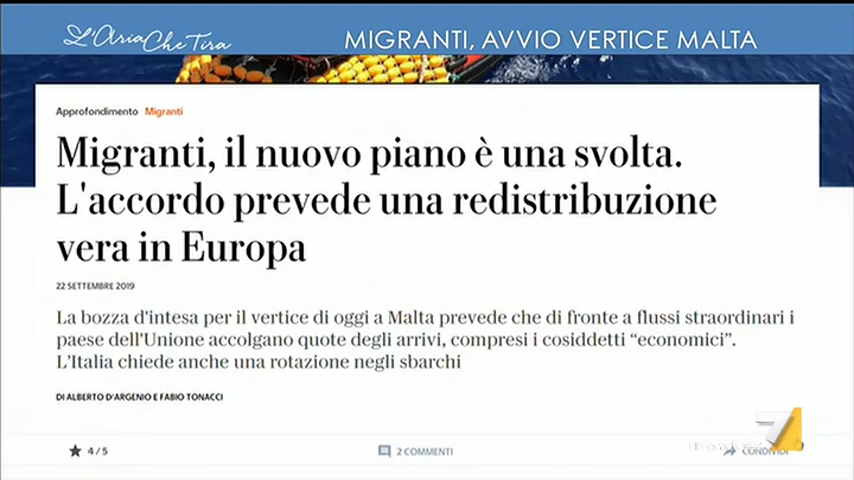 L'Aria Che Tira
MIGRANTI, AVVIO VERTICE MALTA
Approfondimento Migranti
Migranti, il nuovo piano è una svolta.
L'accordo prevede una redistribuzione
vera in Europa
22 SETTEMBRE 2019
La bozza d'intesa per il vertice di oggi a Malta prevede che di fronte a flussi straordinari i
paese dell'Unione accolgano quote degli arrivi, compresi i cosiddetti “economici”.
L'Italia chiede anche una rotazione negli sbarchi
DI ALBERTO D'ARGENIO E FABIO TONACCI
4/5
2 COMMENTI
CONDIVIDI
7